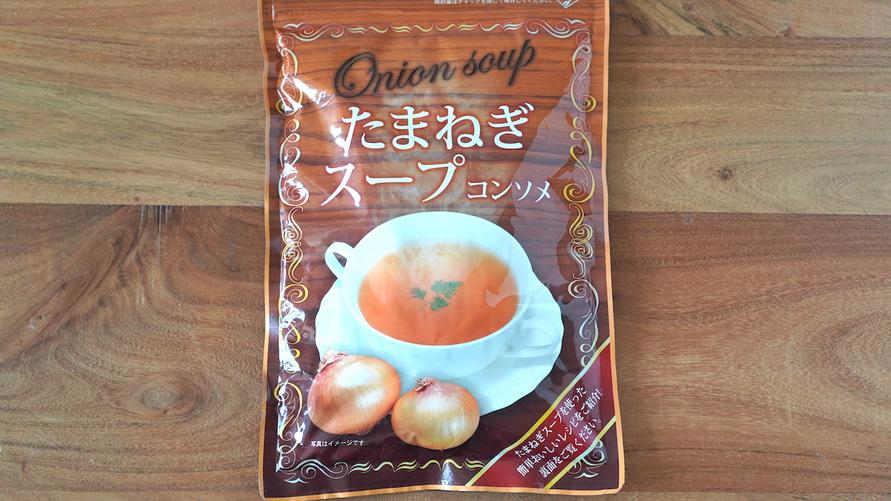 Onion soup
たまねぎ
スープ コンソメ
写真はイメージです
たまねぎスープを使った
簡単おいしいレシピをご紹介!
裏面をご覧ください。